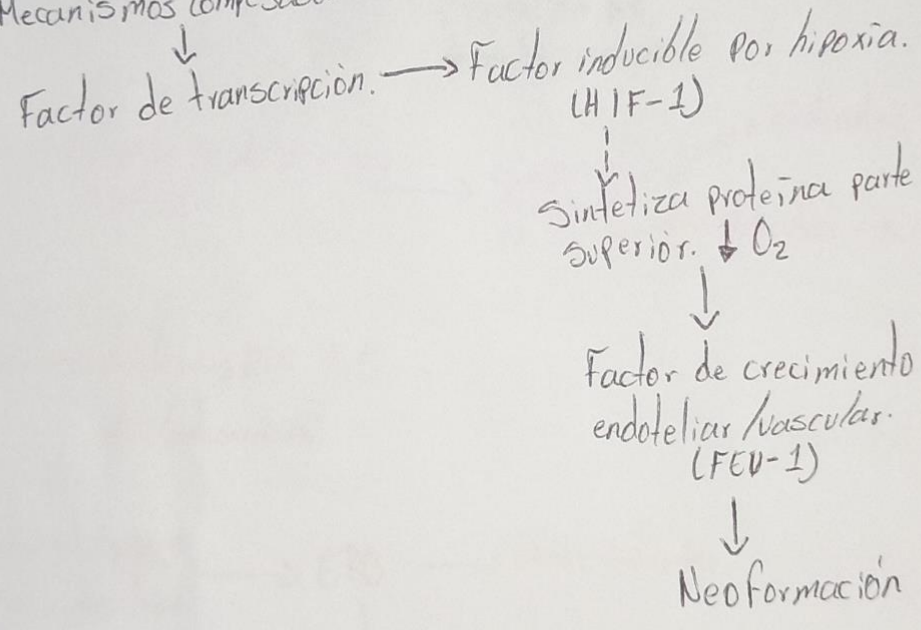 Mecanismos
↓
Factor de transcripción. → Factor inducible por hipoxia.
(HIF-1)
↓
Sintetiza proteína parte
superior. ↓ O₂
↓
Factor de crecimiento
endoteliar/vascular.
(FEV-1)
↓
Neoformación